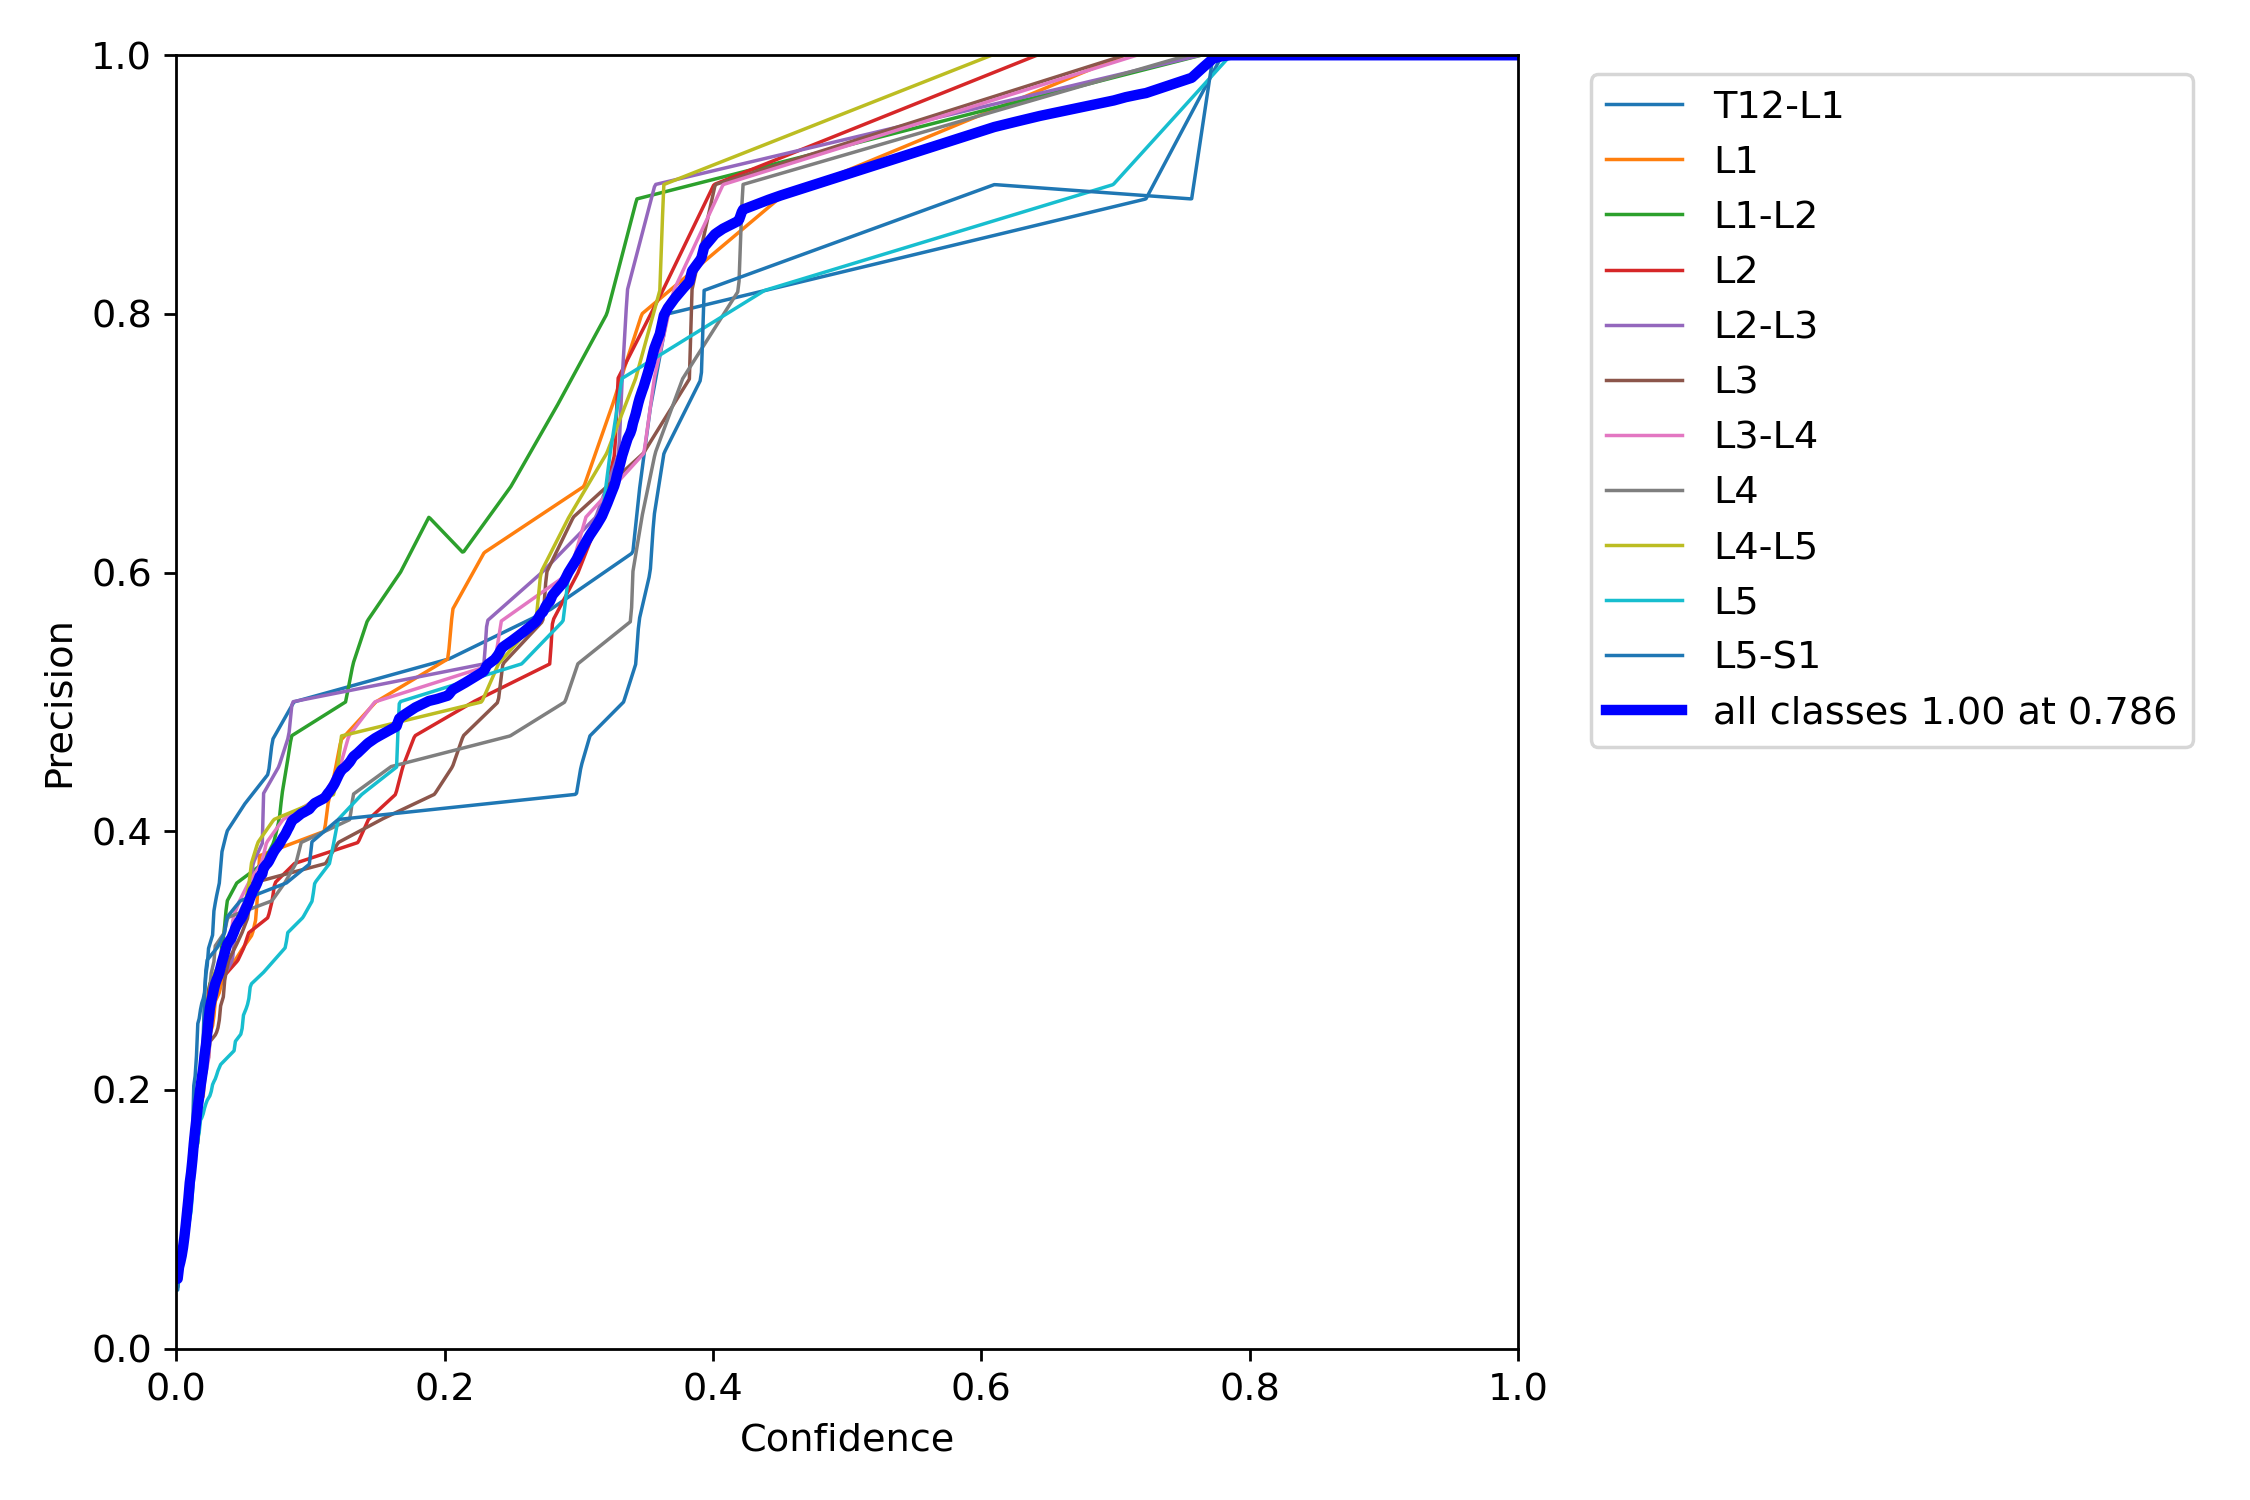 1.0
0.8
0.6
0.4
0.2
0.0
Precision
0.0 0.2 0.4 0.6 0.8 1.0
Confidence
T12-L1
L1
L1-L2
L2
L2-L3
L3
L3-L4
L4
L4-L5
L5
L5-S1
all classes 1.00 at 0.786